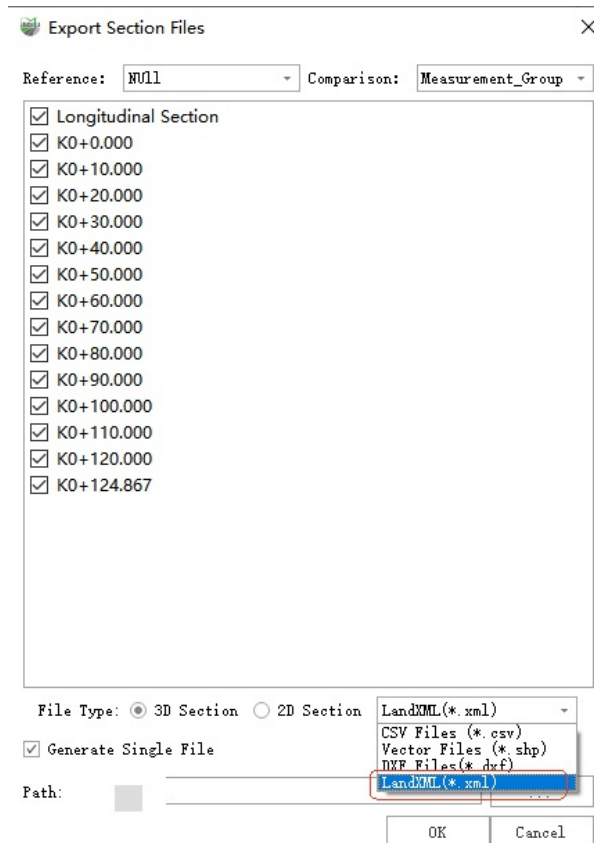 Export Section Files
Reference: NUll Comparison: Measurement_Group
Longitudinal Section
K0+0.000
K0+10.000
K0+20.000
K0+30.000
K0+40.000
K0+50.000
K0+60.000
K0+70.000
K0+80.000
K0+90.000
K0+100.000
K0+110.000
K0+120.000
K0+124.867
File Type: 3D Section 2D Section LandXML(*.xml)
CSV Files (*.csv)
Vector Files (*.shp)
DXF Files(*.dxf)
LandXML(*.xml)
Generate Single File
Path: ...
OK Cancel